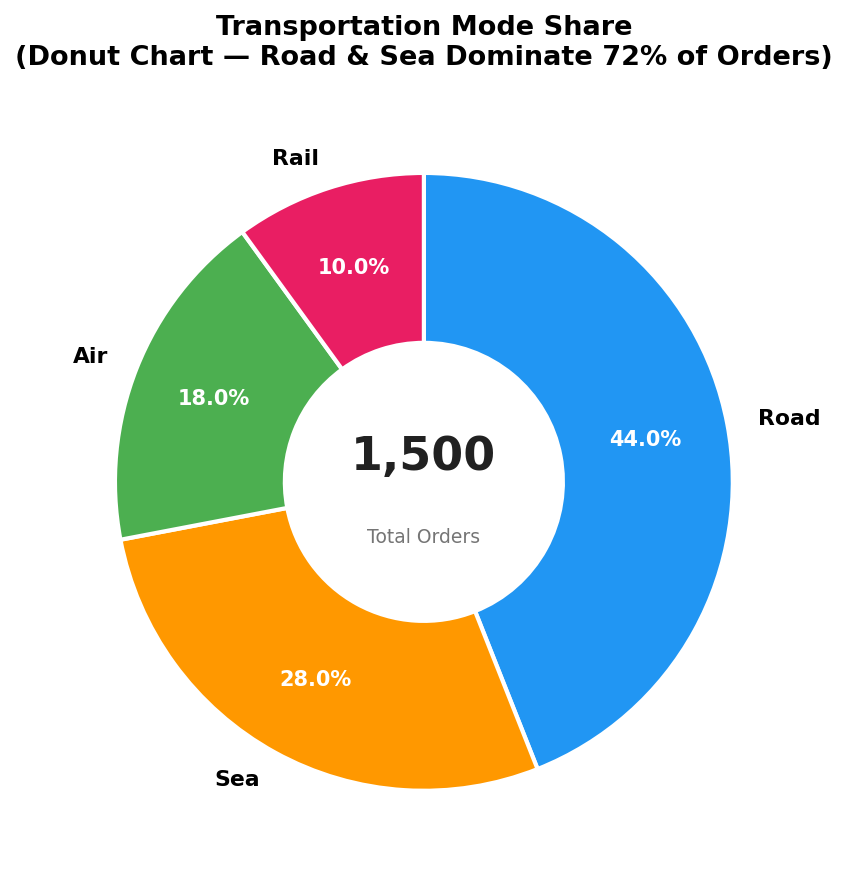 Transportation Mode Share
(Donut Chart — Road & Sea Dominate 72% of Orders)
Rail
10.0%
Air
18.0%
Road
44.0%
1,500
Total Orders
28.0%
Sea